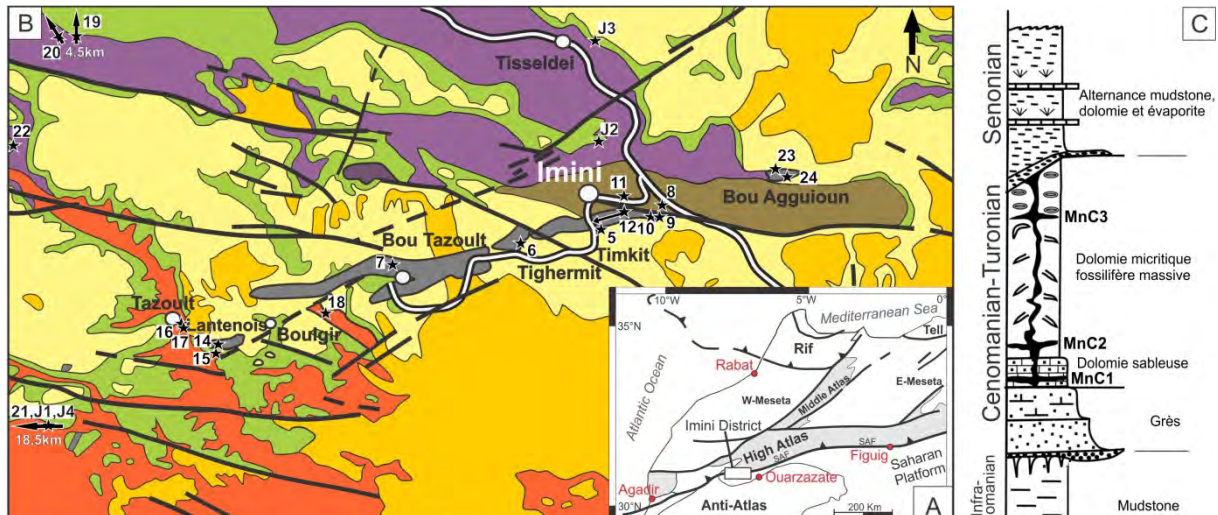 B
19
20
4.5km
J3
Tisseldei
N
22
J2
Imini
11
8
23
24
Bou Agguioun
12
10
9
5
Timkit
Bou Tazoult
7
6
Tighermit
Tazoult
18
16
17
Lantenois
14
Bouigir
15
21,J1,J4
18,5km
10°W
5°W
0°
Mediterranean Sea
35°N
Rif
Tell
Atlantic Ocean
Rabat
W-Meseta
Middle Atlas
E-Meseta
Imini District
High Atlas
SAF
SAF
Figuig
Saharan
Platform
Agadir
Ouarzazate
30°N
Anti-Atlas
200 Km
A
C
Senonian
Alternance mudstone,
dolomie et évaporite
Cenomanian-Turonian
MnC3
Dolomie micritique
fossilifère massive
MnC2
Dolomie sableuse
MnC1
Grès
Infra-
Mudstone